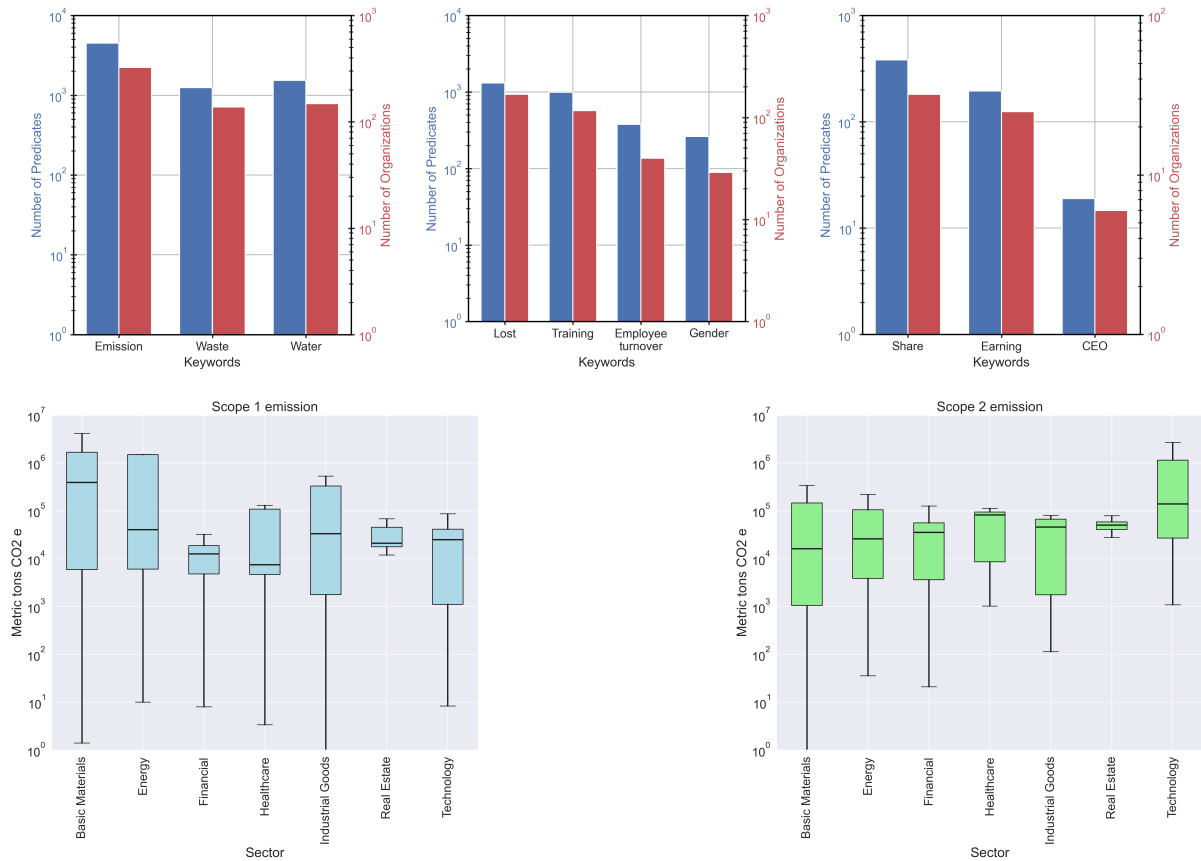 10^4
10^3
10^2
10^1
10^0
Number of Predicates
10^3
10^2
10^1
10^0
Number of Organizations
Emission
Waste
Water
Keywords
10^4
10^3
10^2
10^1
10^0
Number of Predicates
10^3
10^2
10^1
10^0
Number of Organizations
Lost
Training
Employee
turnover
Gender
Keywords
10^3
10^2
10^1
10^0
Number of Predicates
10^2
10^1
10^0
Number of Organizations
Share
Earning
CEO
Keywords
Scope 1 emission
10^7
10^6
10^5
10^4
10^3
10^2
10^1
10^0
Metric tons CO2 e
Basic Materials
Energy
Financial
Healthcare
Industrial Goods
Real Estate
Technology
Sector
Scope 2 emission
10^7
10^6
10^5
10^4
10^3
10^2
10^1
10^0
Metric tons CO2 e
Basic Materials
Energy
Financial
Healthcare
Industrial Goods
Real Estate
Technology
Sector